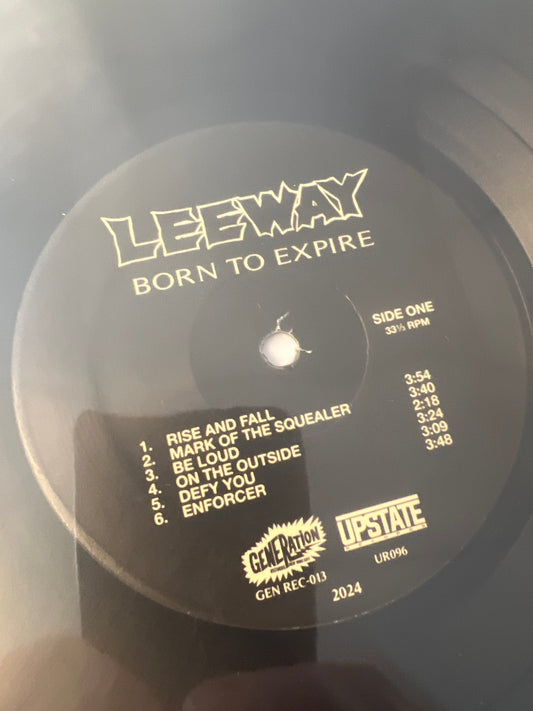 LEEWAY
BORN TO EXPIRE
SIDE ONE
33⅓ RPM
1. RISE AND FALL 3:54
2. MARK OF THE SQUEALER 3:40
3. BE LOUD 2:18
4. ON THE OUTSIDE 3:24
5. DEFY YOU 3:09
6. ENFORCER 3:48
GENERATION
GEN REC-013
UPSTATE
RECORDS
UR096
2024